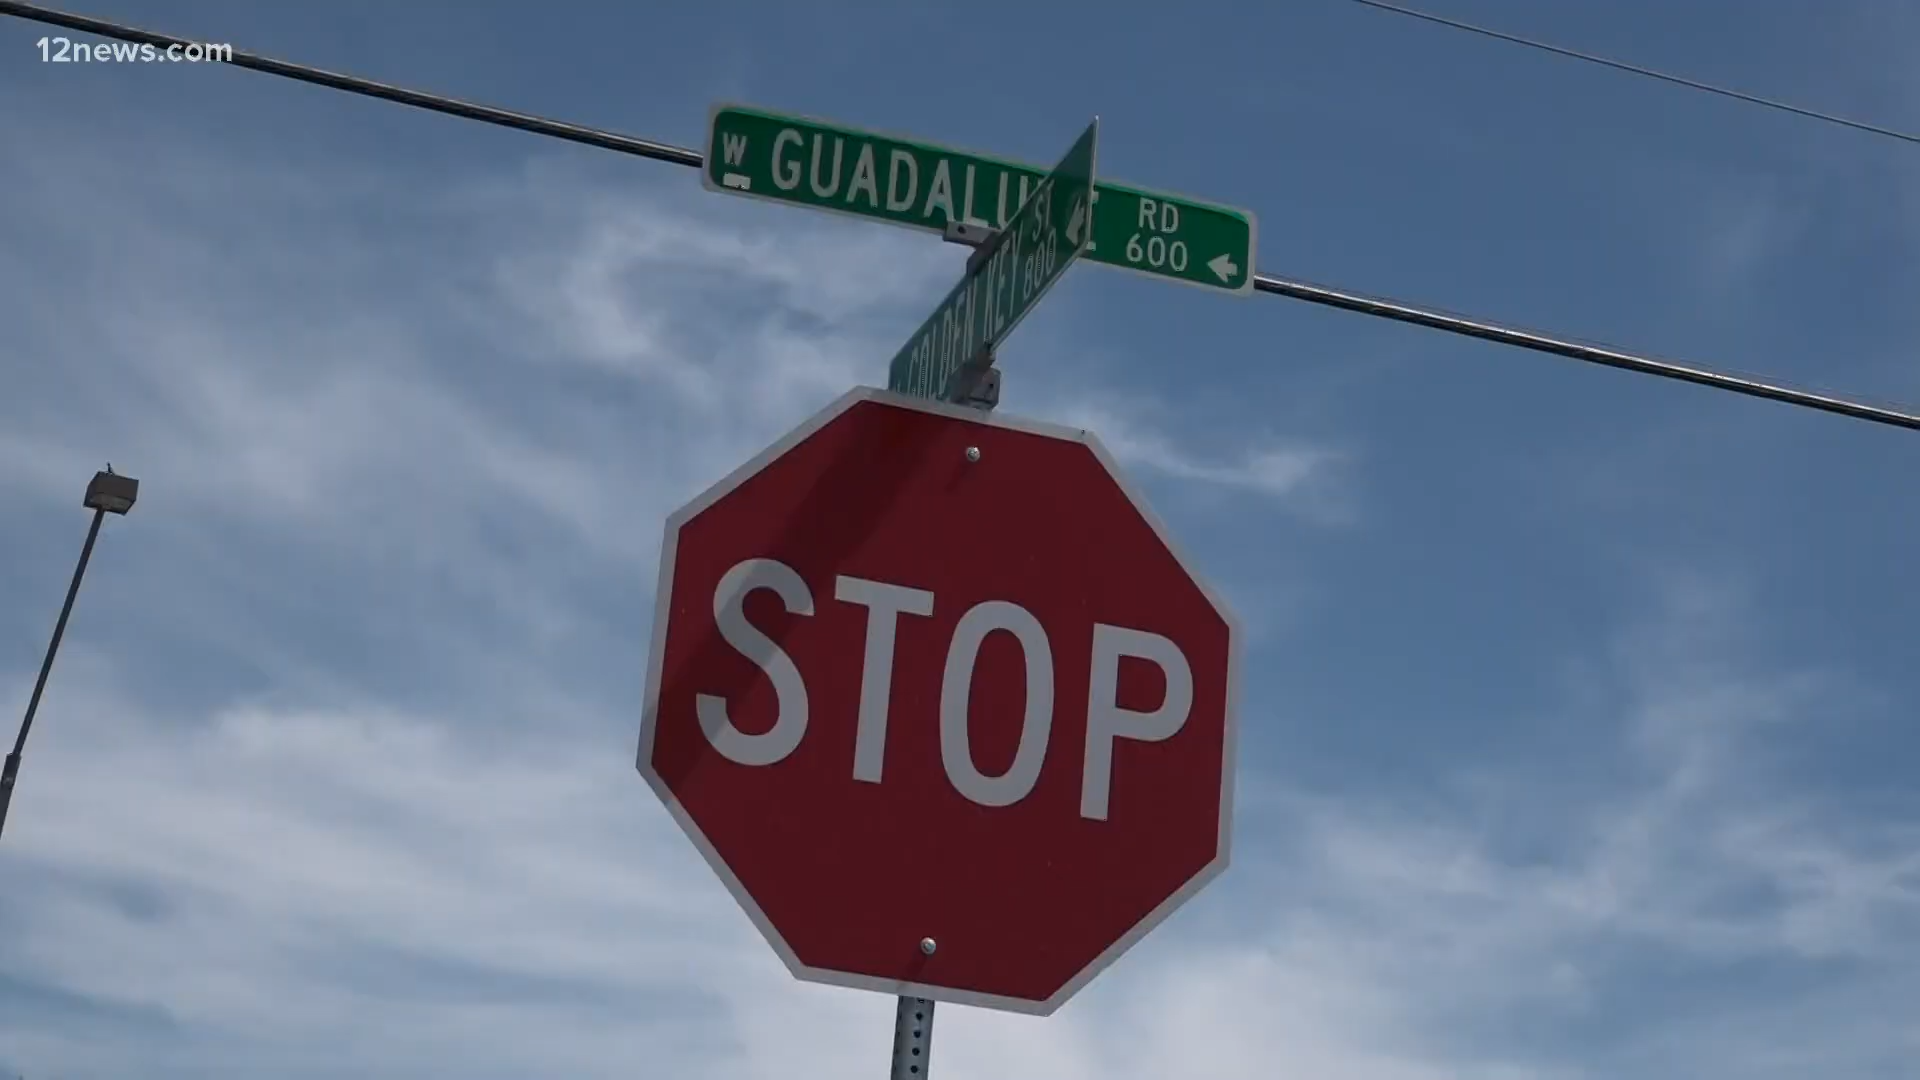 12news.com
W GUADALUPE RD
600
GOLDEN KEY ST
800
STOP